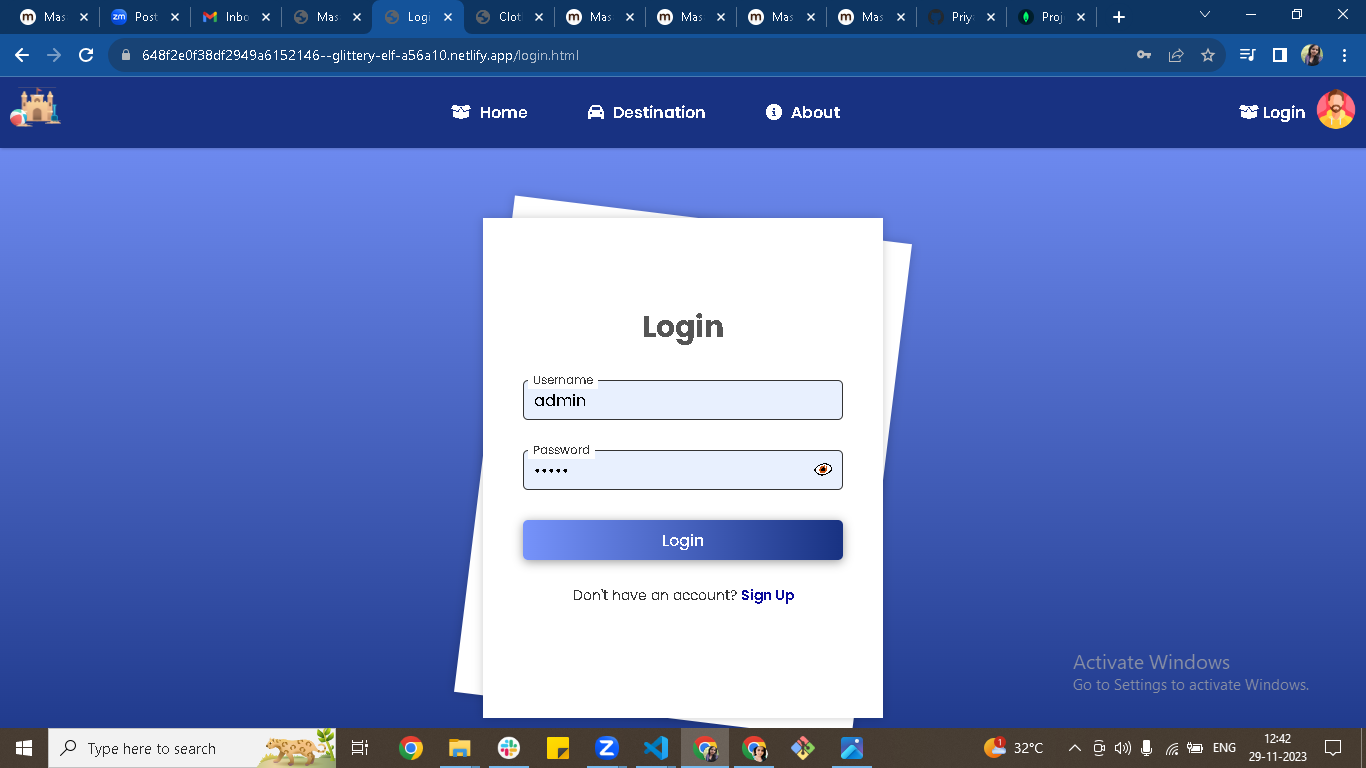 Mas
zm Post
Inbo
Mas
Logi
Clot
m Mas
m Mas
m Mas
m Mas
Priy
Proj
648f2e0f38df2949a6152146--glittery-elf-a56a10.netlify.app/login.html
Home
Destination
About
Login
Login
Username
admin
Password
Login
Don't have an account? Sign Up
Activate Windows
Go to Settings to activate Windows.
Type here to search
1
32°C
ENG
12:42
29-11-2023